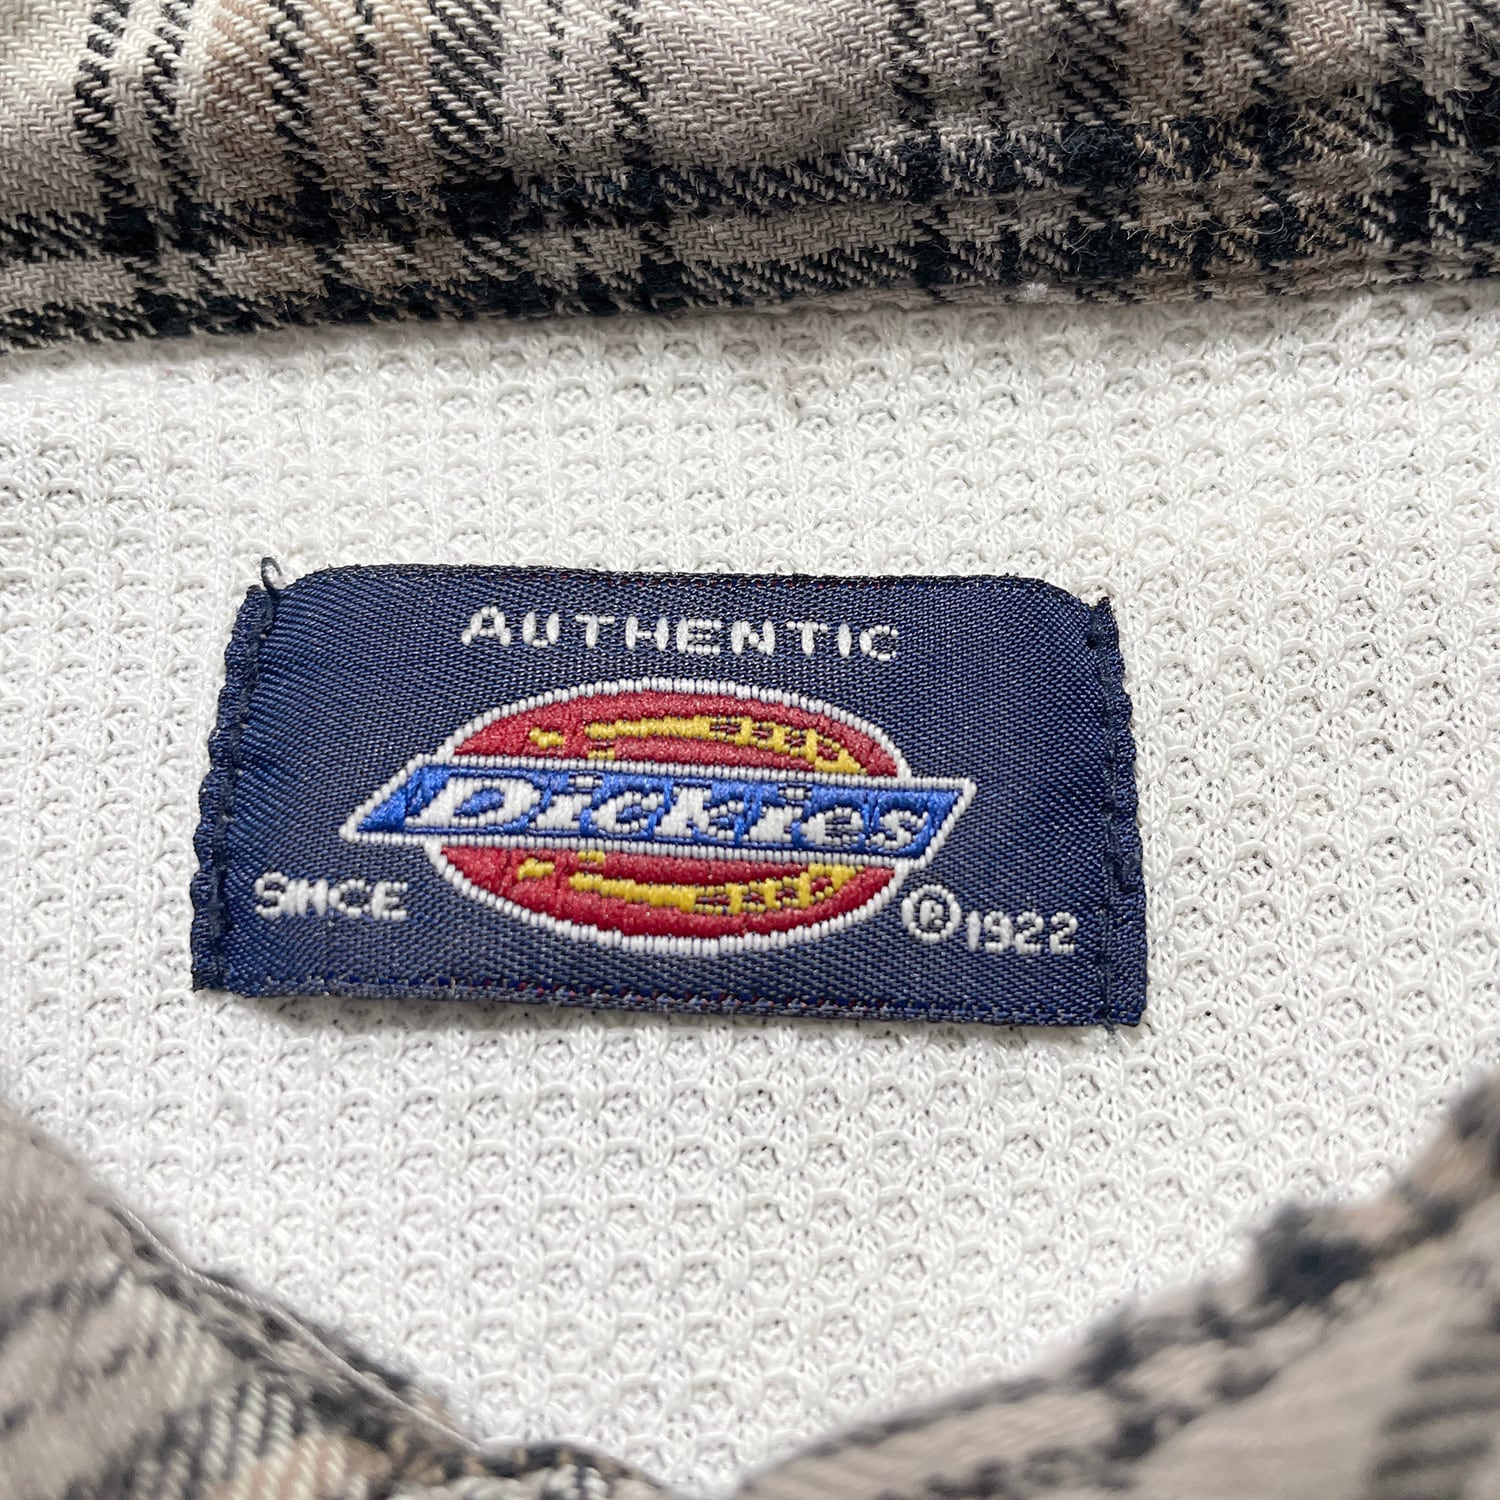 AUTHENTIC
Dickies
SINCE ® 1922